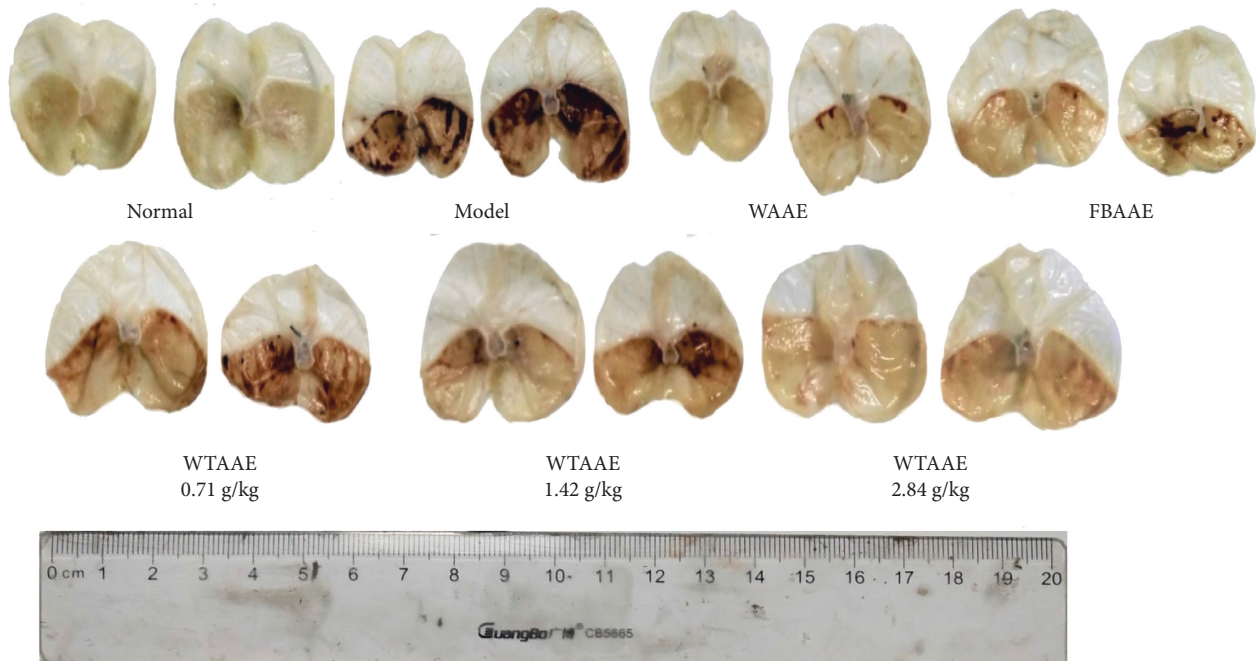 Normal
Model
WAAE
FBAAE
WTAAE
0.71 g/kg
WTAAE
1.42 g/kg
WTAAE
2.84 g/kg
0 cm 1 2 3 4 5 6 7 8 9 10 11 12 13 14 15 16 17 18 19 20
GuangBo 广博® CB5665